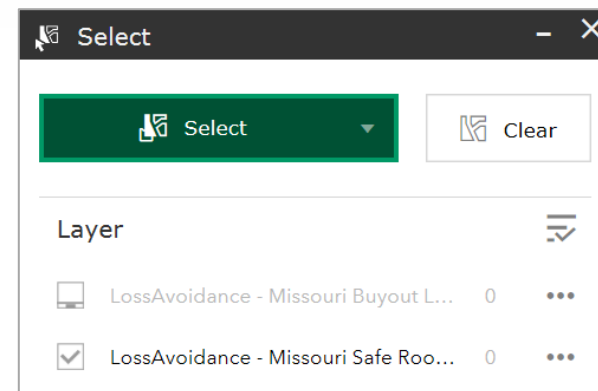 Select
Select Clear
Layer
LossAvoidance - Missouri Buyout L... 0
LossAvoidance - Missouri Safe Roo... 0